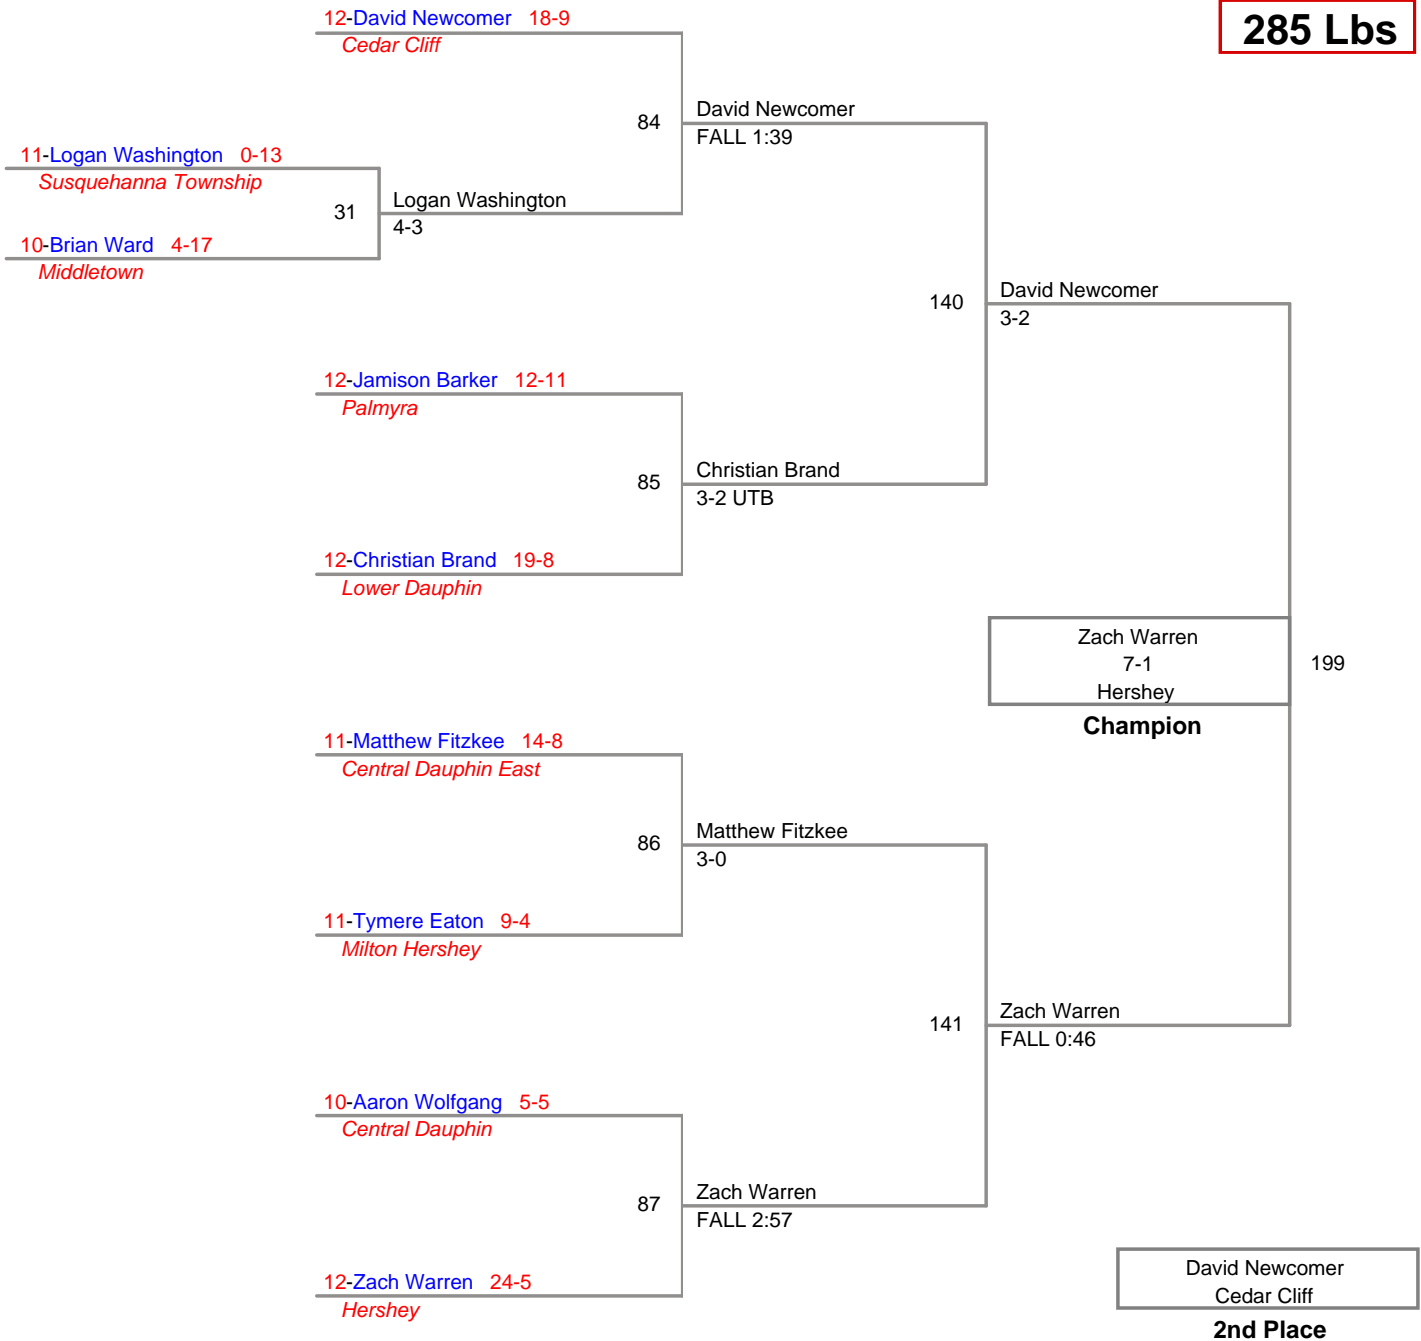 12-David Newcomer 18-9
285 Lbs
Cedar Cliff
David Newcomer
84
FALL 1:39
11-Logan Washington 0-13
Susquehanna Township
Logan Washington
31
4-3
10-Brian Ward 4-17
Middletown
David Newcomer
140
3-2
12-Jamison Barker 12-11
Palmyra
Christian Brand
85
3-2 UTB
12-Christian Brand 19-8
Lower Dauphin
Zach Warren
7-1
199
Hershey
Champion
11-Matthew Fitzkee 14-8
Central Dauphin East
Matthew Fitzkee
86
3-0
11-Tymere Eaton 9-4
Milton Hershey
Zach Warren
141
FALL 0:46
10-Aaron Wolfgang 5-5
Central Dauphin
Zach Warren
87
FALL 2:57
12-Zach Warren 24-5
Hershey
David Newcomer
Cedar Cliff
2nd Place